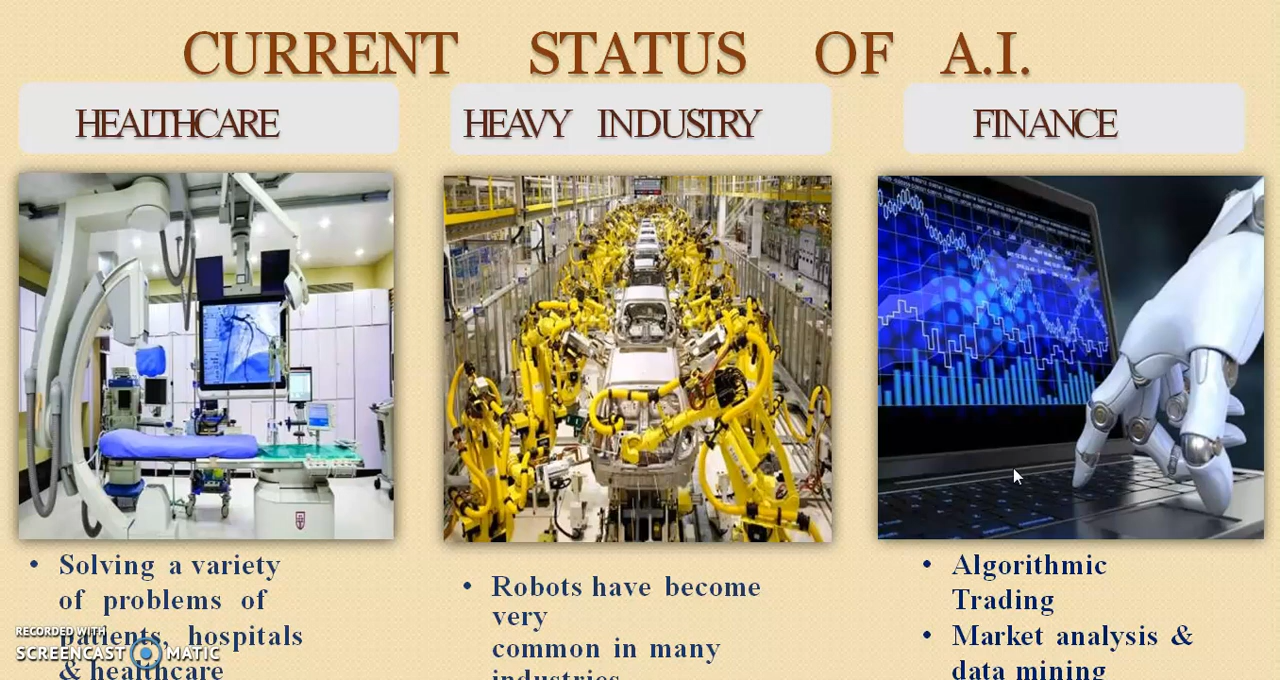 CURRENT STATUS OF A.I.
HEALTHCARE
HEAVY INDUSTRY
FINANCE
• Solving a variety
of problems of
patients, hospitals
& healthcare
• Robots have become
very
common in many
industries
• Algorithmic
Trading
• Market analysis &
data mining
RECORDED WITH
SCREENCAST MATIC